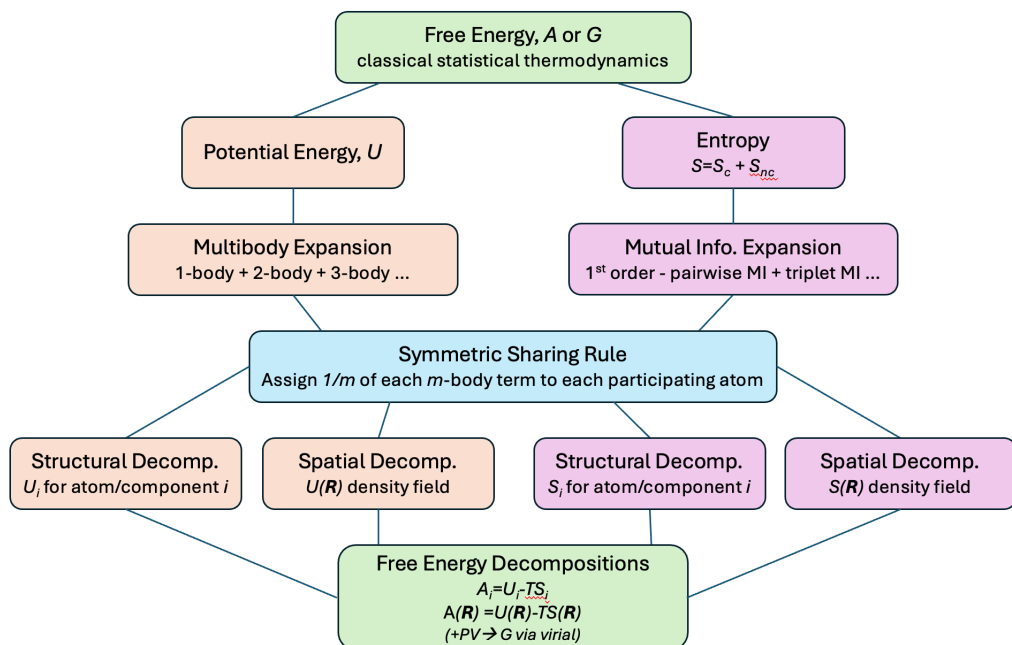 Free Energy, A or G
classical statistical thermodynamics
Potential Energy, U
Entropy
S=Sc + Snc
Multibody Expansion
1-body + 2-body + 3-body ...
Mutual Info. Expansion
1st order - pairwise MI + triplet MI ...
Symmetric Sharing Rule
Assign 1/m of each m-body term to each participating atom
Structural Decomp.
Ui for atom/component i
Spatial Decomp.
U(R) density field
Structural Decomp.
Si for atom/component i
Spatial Decomp.
S(R) density field
Free Energy Decompositions
Ai=Ui-TSi
A(R) =U(R)-TS(R)
(+PV→ G via virial)